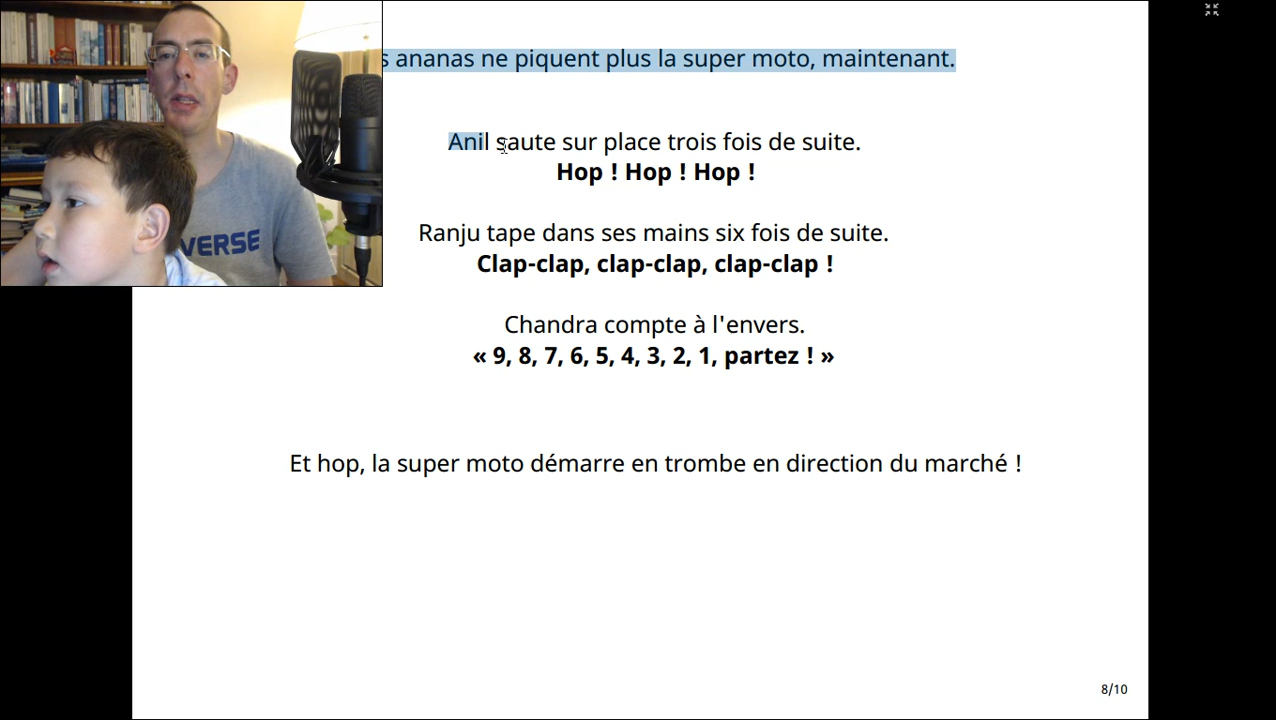 ananas ne piquent plus la super moto, maintenant.
Anil saute sur place trois fois de suite.
Hop ! Hop ! Hop !
Ranju tape dans ses mains six fois de suite.
Clap-clap, clap-clap, clap-clap !
Chandra compte à l'envers.
« 9, 8, 7, 6, 5, 4, 3, 2, 1, partez ! »
Et hop, la super moto démarre en trombe en direction du marché !
8/10
VERSE